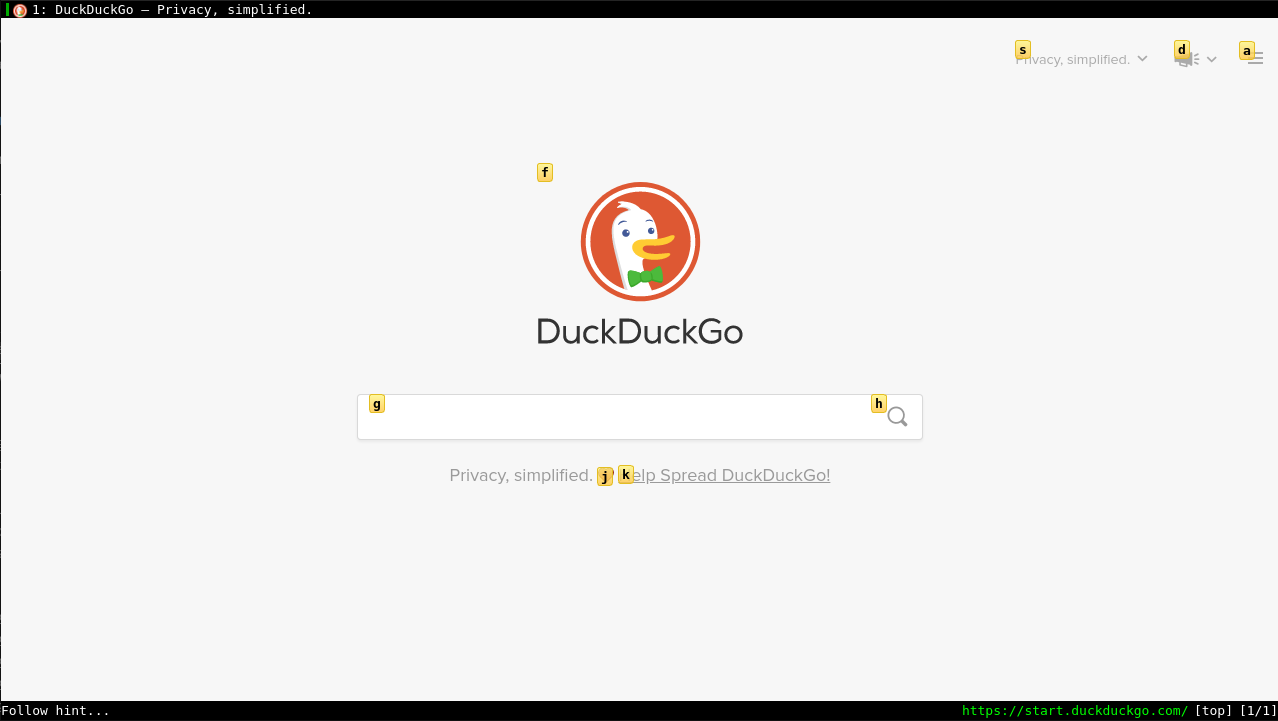 1: DuckDuckGo — Privacy, simplified.
s d a
Privacy, simplified.
f
DuckDuckGo
g h
Privacy, simplified. j k elp Spread DuckDuckGo!
Follow hint... https://start.duckduckgo.com/ [top] [1/1]